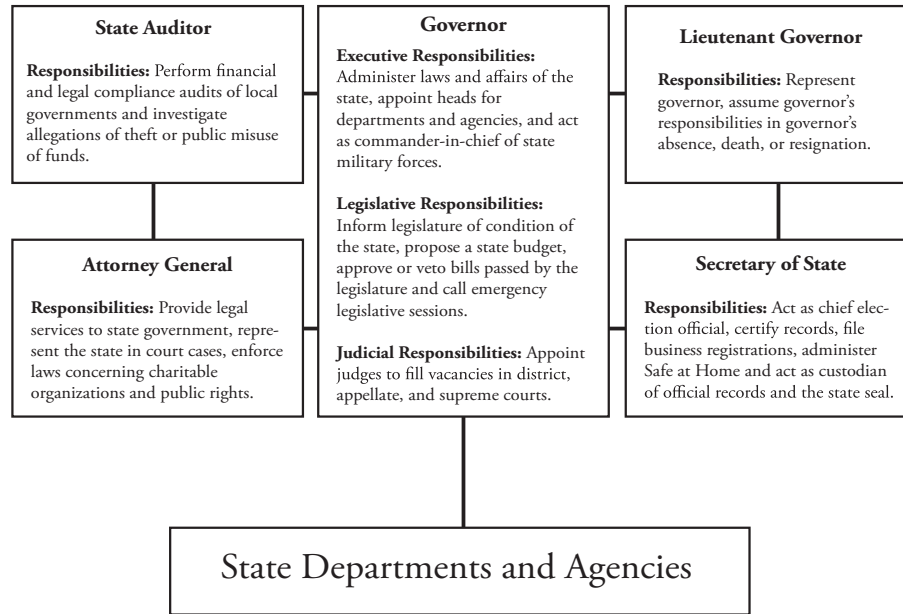 State Auditor
Responsibilities: Perform financial
and legal compliance audits of local
governments and investigate
allegations of theft or public misuse
of funds.
Governor
Executive Responsibilities:
Administer laws and affairs of the
state, appoint heads for
departments and agencies, and act
as commander-in-chief of state
military forces.
Legislative Responsibilities:
Inform legislature of condition of
the state, propose a state budget,
approve or veto bills passed by the
legislature and call emergency
legislative sessions.
Judicial Responsibilities: Appoint
judges to fill vacancies in district,
appellate, and supreme courts.
Lieutenant Governor
Responsibilities: Represent
governor, assume governor’s
responsibilities in governor’s
absence, death, or resignation.
Attorney General
Responsibilities: Provide legal
services to state government, repre-
sent the state in court cases, enforce
laws concerning charitable
organizations and public rights.
Secretary of State
Responsibilities: Act as chief elec-
tion official, certify records, file
business registrations, administer
Safe at Home and act as custodian
of official records and the state seal.
State Departments and Agencies